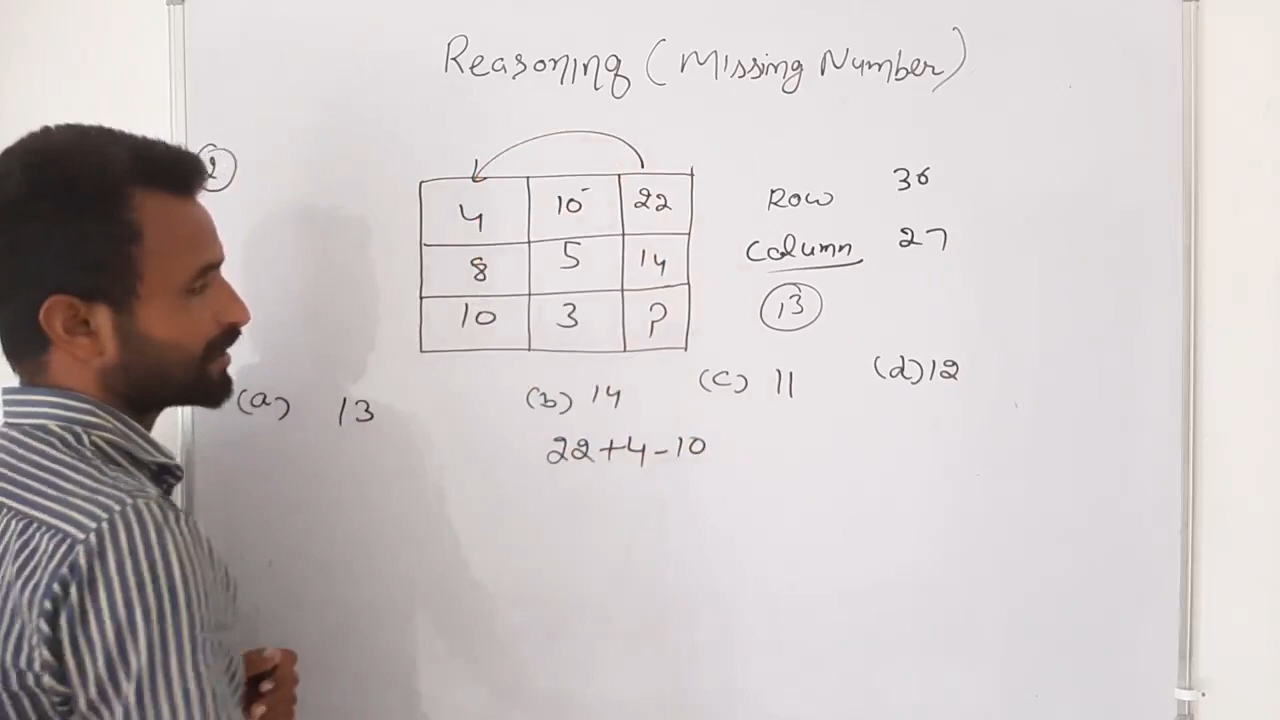 Reasoning (Missing Number)
2
4 10 22
8 5 14
10 3 ?
Row 36
Column 27
13
(a) 13 (b) 14 (c) 11 (d) 12
22+4-10